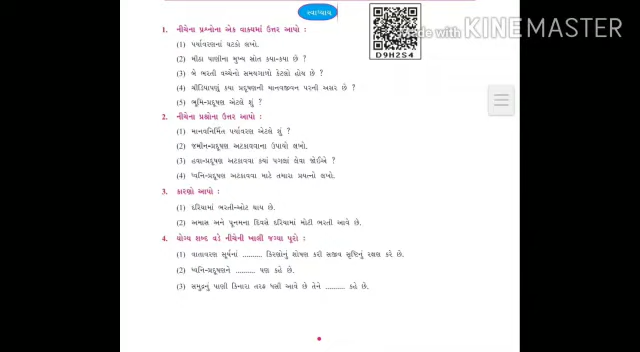 સ્વાધ્યાય
Made with KINEMASTER
D9H2S4
1. નીચેના પ્રશ્નોના એક વાક્યમાં ઉત્તર આપો :
(1) પર્યાવરણનાં ઘટકો લખો.
(2) મીઠા પાણીના મુખ્ય સ્રોત કયા-કયા છે ?
(3) બે ભરતી વચ્ચેનો સમયગાળો કેટલો હોય છે ?
(4) ચીડિયાપણું કયા પ્રદૂષણની માનવજીવન પરની અસર છે ?
(5) ભૂમિ-પ્રદૂષણ એટલે શું ?
2. નીચેના પ્રશ્નોના ઉત્તર આપો :
(1) માનવનિર્મિત પર્યાવરણ એટલે શું ?
(2) જમીન-પ્રદૂષણ અટકાવવાના ઉપાયો લખો.
(3) હવા-પ્રદૂષણ અટકાવવા કયાં પગલાં લેવા જોઈએ ?
(4) ધ્વનિ-પ્રદૂષણ અટકાવવા માટે તમારા પ્રયત્નો લખો.
3. કારણો આપો :
(1) દરિયામાં ભરતી-ઓટ થાય છે.
(2) અમાસ અને પૂનમના દિવસે દરિયામાં મોટી ભરતી આવે છે.
4. યોગ્ય શબ્દ વડે નીચેની ખાલી જગ્યા પૂરો :
(1) વાતાવરણ સૂર્યનાં .......... કિરણોનું શોષણ કરી સજીવ સૃષ્ટિનું રક્ષણ કરે છે.
(2) ધ્વનિ-પ્રદૂષણને .......... પણ કહે છે.
(3) સમુદ્રનું પાણી કિનારા તરફ ધસી આવે છે તેને .......... કહે છે.